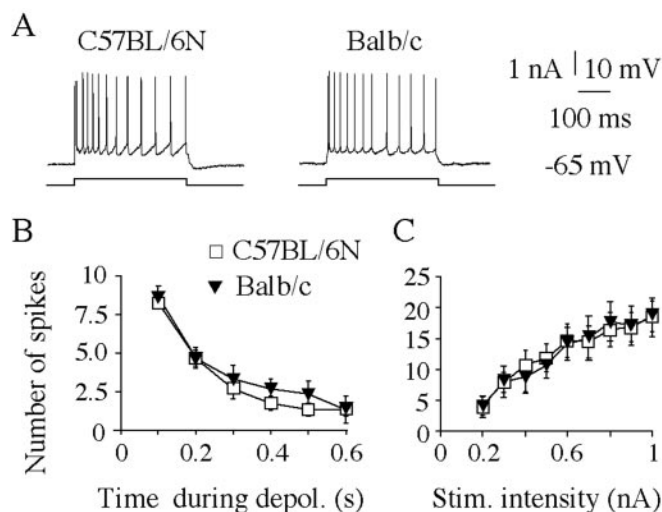 A
C57BL/6N
Balb/c
1 nA 10 mV
100 ms
-65 mV
B
C57BL/6N
Balb/c
Number of spikes
10
7.5
5.0
2.5
0
0 0.2 0.4 0.6
Time during depol. (s)
C
25
20
15
10
5
0 0.2 0.6 1
Stim. intensity (nA)